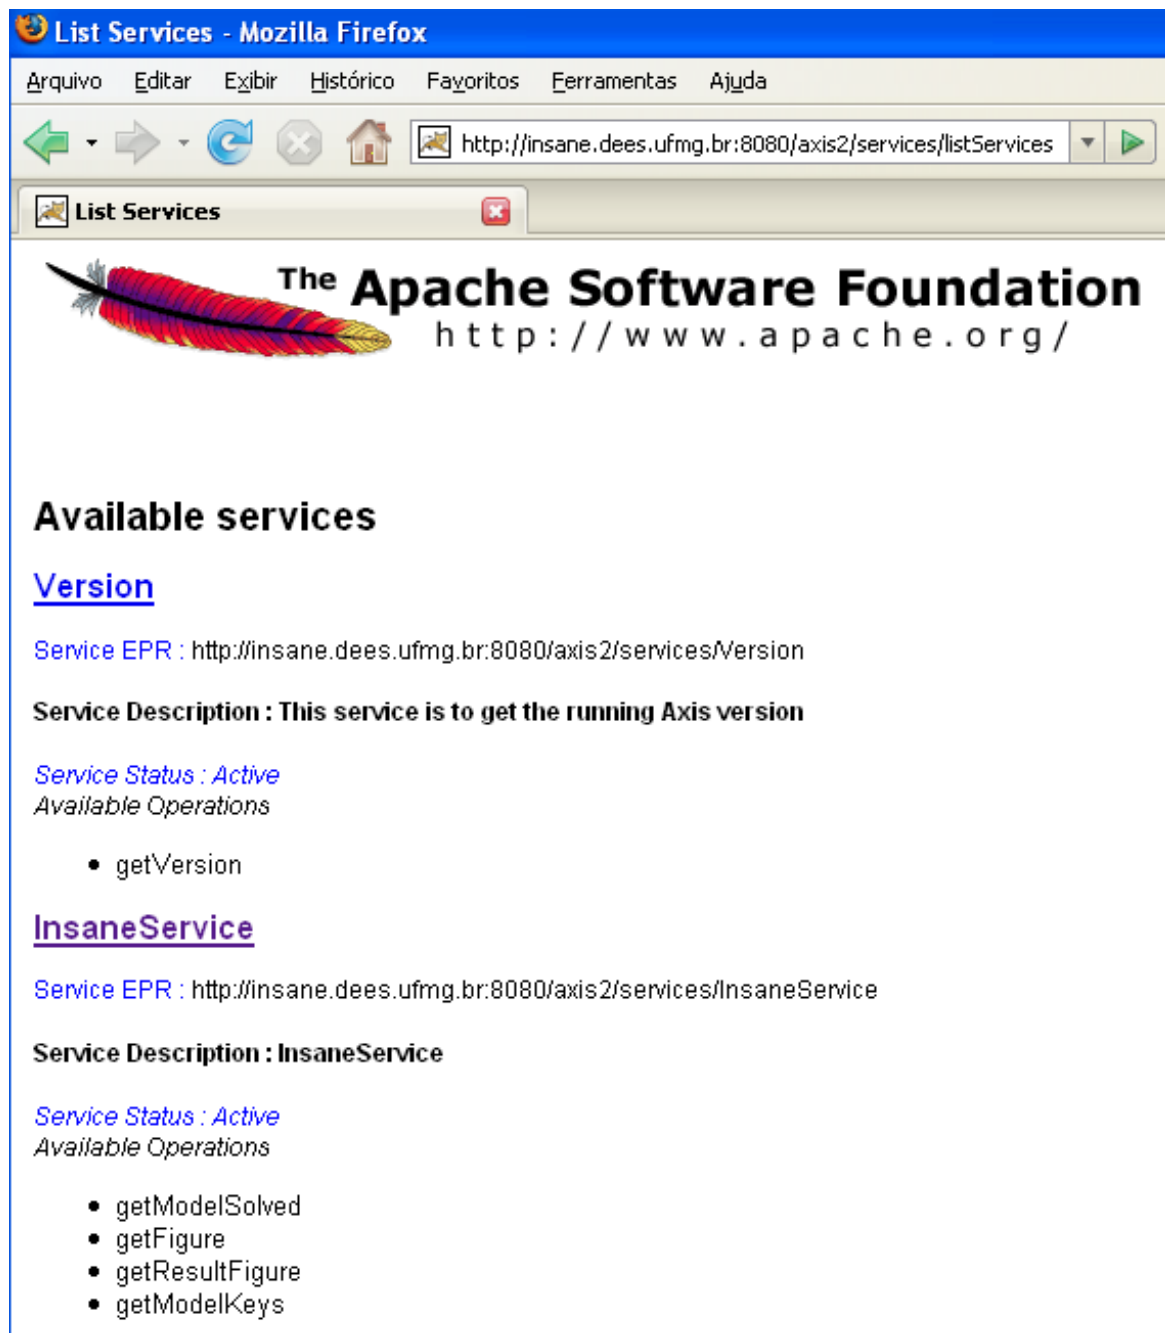 List Services - Mozilla Firefox
Arquivo Editar Exibir Histórico Favoritos Ferramentas Ajuda
http://insane.dees.ufmg.br:8080/axis2/services/listServices
List Services
The Apache Software Foundation
http://www.apache.org/
Available services
Version
Service EPR : http://insane.dees.ufmg.br:8080/axis2/services/Version
Service Description : This service is to get the running Axis version
Service Status : Active
Available Operations
• getVersion
InsaneService
Service EPR : http://insane.dees.ufmg.br:8080/axis2/services/InsaneService
Service Description : InsaneService
Service Status : Active
Available Operations
• getModelSolved
• getFigure
• getResultFigure
• getModelKeys